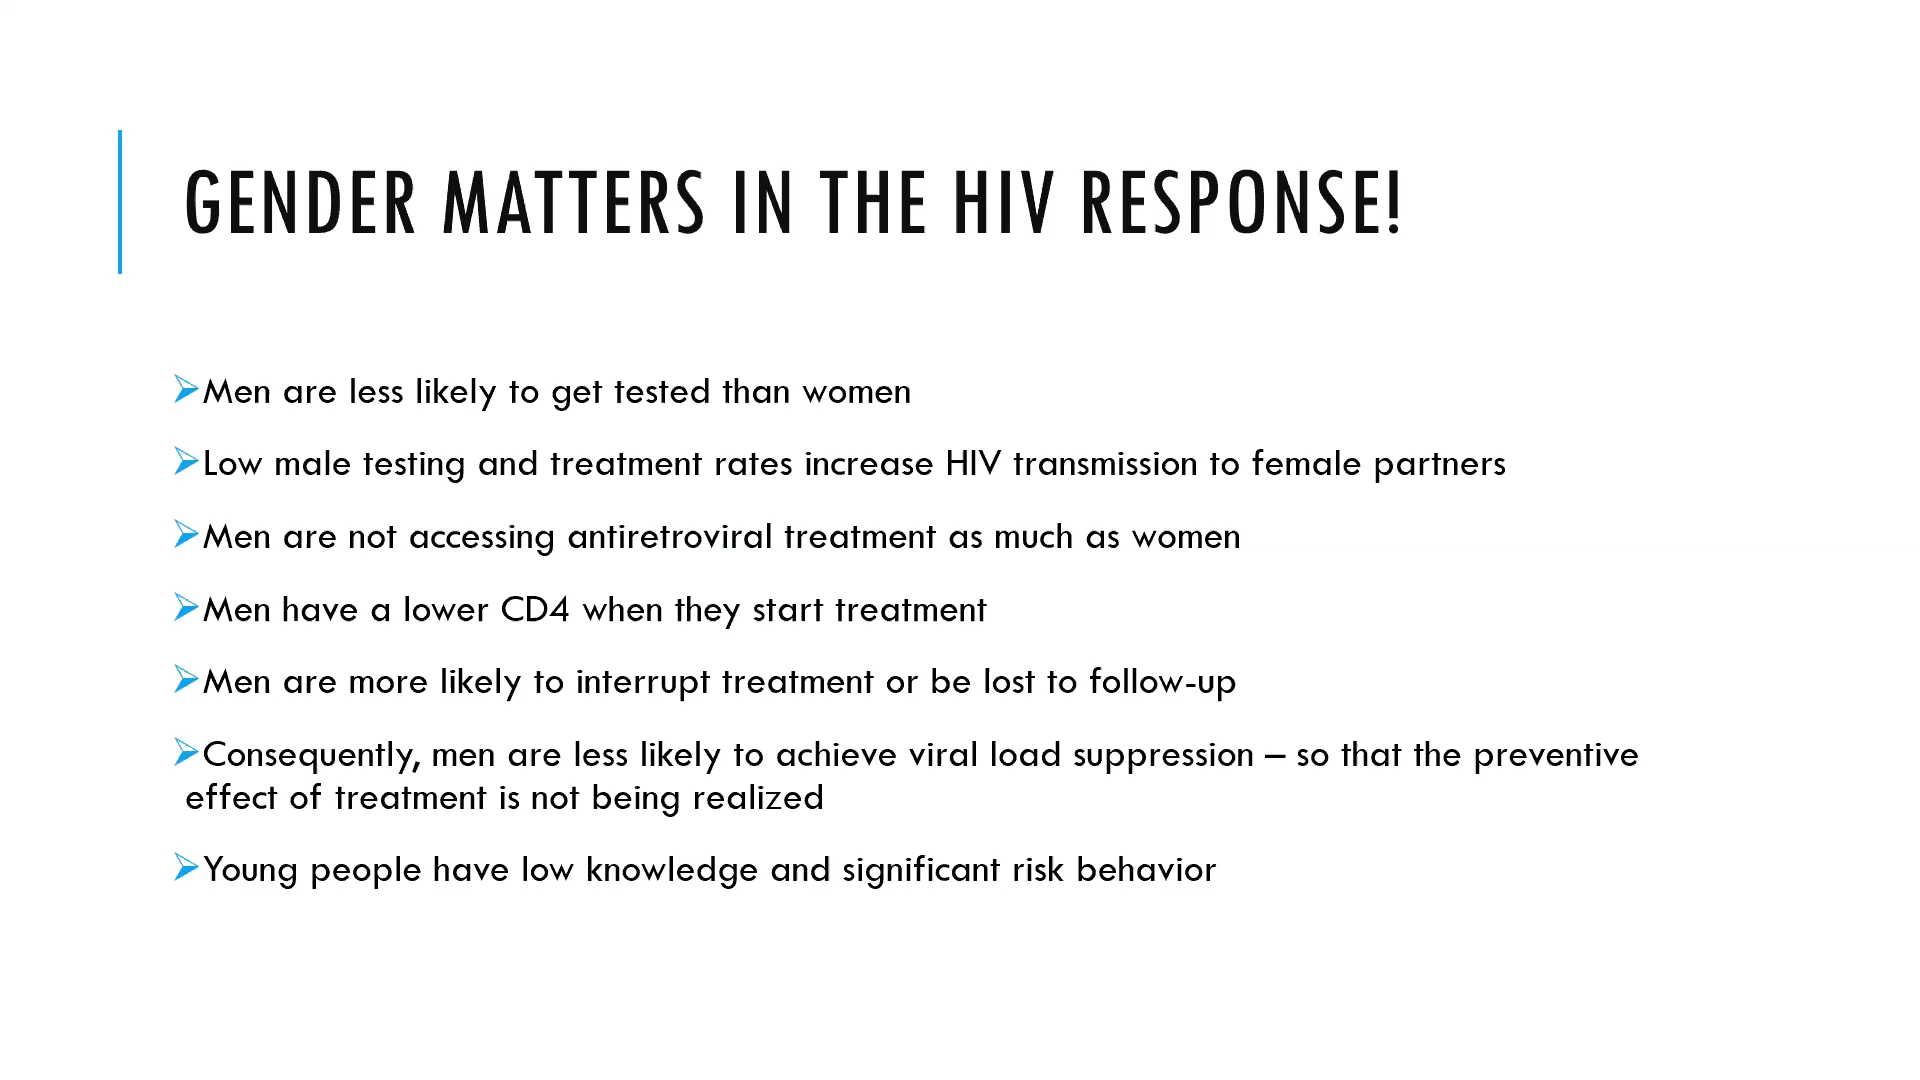 GENDER MATTERS IN THE HIV RESPONSE!
Men are less likely to get tested than women
Low male testing and treatment rates increase HIV transmission to female partners
Men are not accessing antiretroviral treatment as much as women
Men have a lower CD4 when they start treatment
Men are more likely to interrupt treatment or be lost to follow-up
Consequently, men are less likely to achieve viral load suppression – so that the preventive
effect of treatment is not being realized
Young people have low knowledge and significant risk behavior